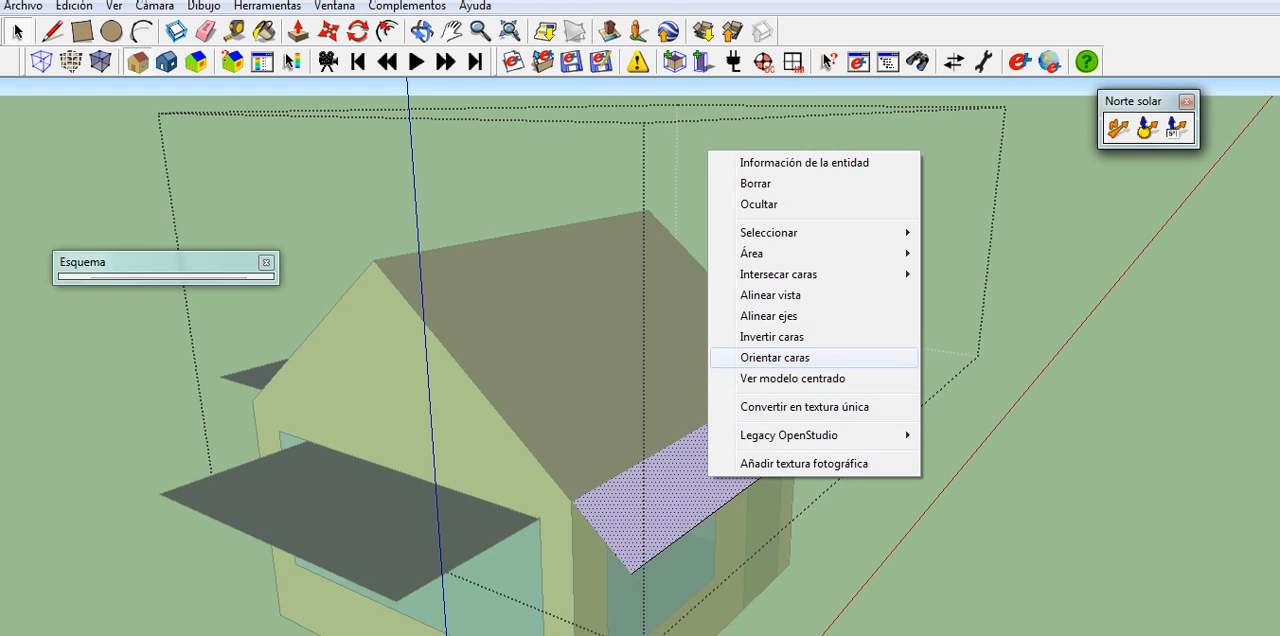 Archivo Edición Ver Cámara Dibujo Herramientas Ventana Complementos Ayuda
Norte solar
Esquema
Información de la entidad
Borrar
Ocultar
Seleccionar
Área
Intersecar caras
Alinear vista
Alinear ejes
Invertir caras
Orientar caras
Ver modelo centrado
Convertir en textura única
Legacy OpenStudio
Añadir textura fotográfica